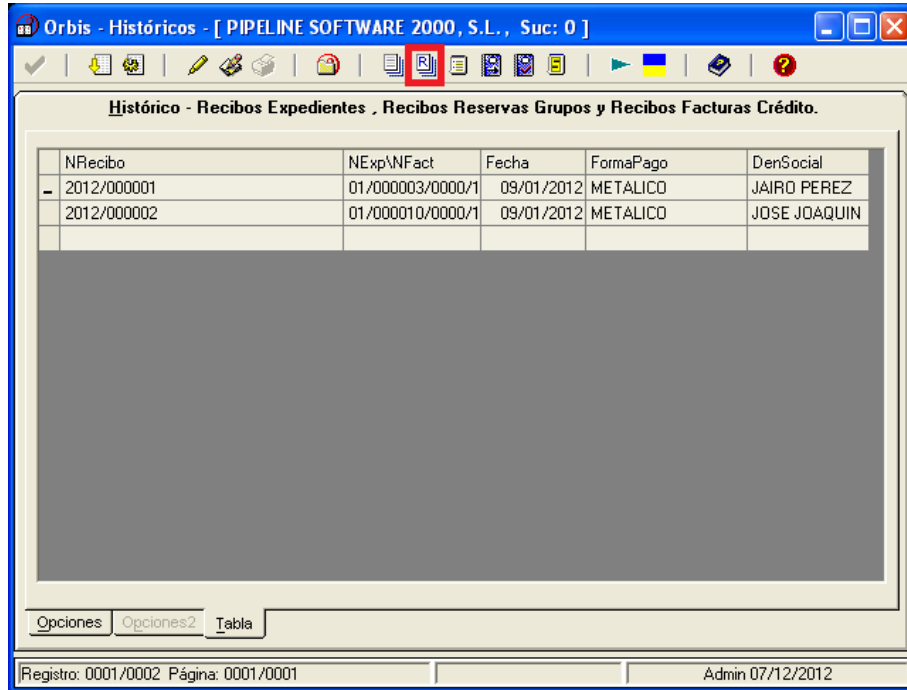 Orbis - Históricos - [ PIPELINE SOFTWARE 2000, S.L., Suc: 0 ]
R
Histórico - Recibos Expedientes , Recibos Reservas Grupos y Recibos Facturas Crédito.
NRecibo NExp\NFact Fecha FormaPago DenSocial
2012/000001 01/000003/0000/1 09/01/2012 METALICO JAIRO PEREZ
2012/000002 01/000010/0000/1 09/01/2012 METALICO JOSE JOAQUIN
Opciones Opciones2 Tabla
Registro: 0001/0002 Página: 0001/0001 Admin 07/12/2012